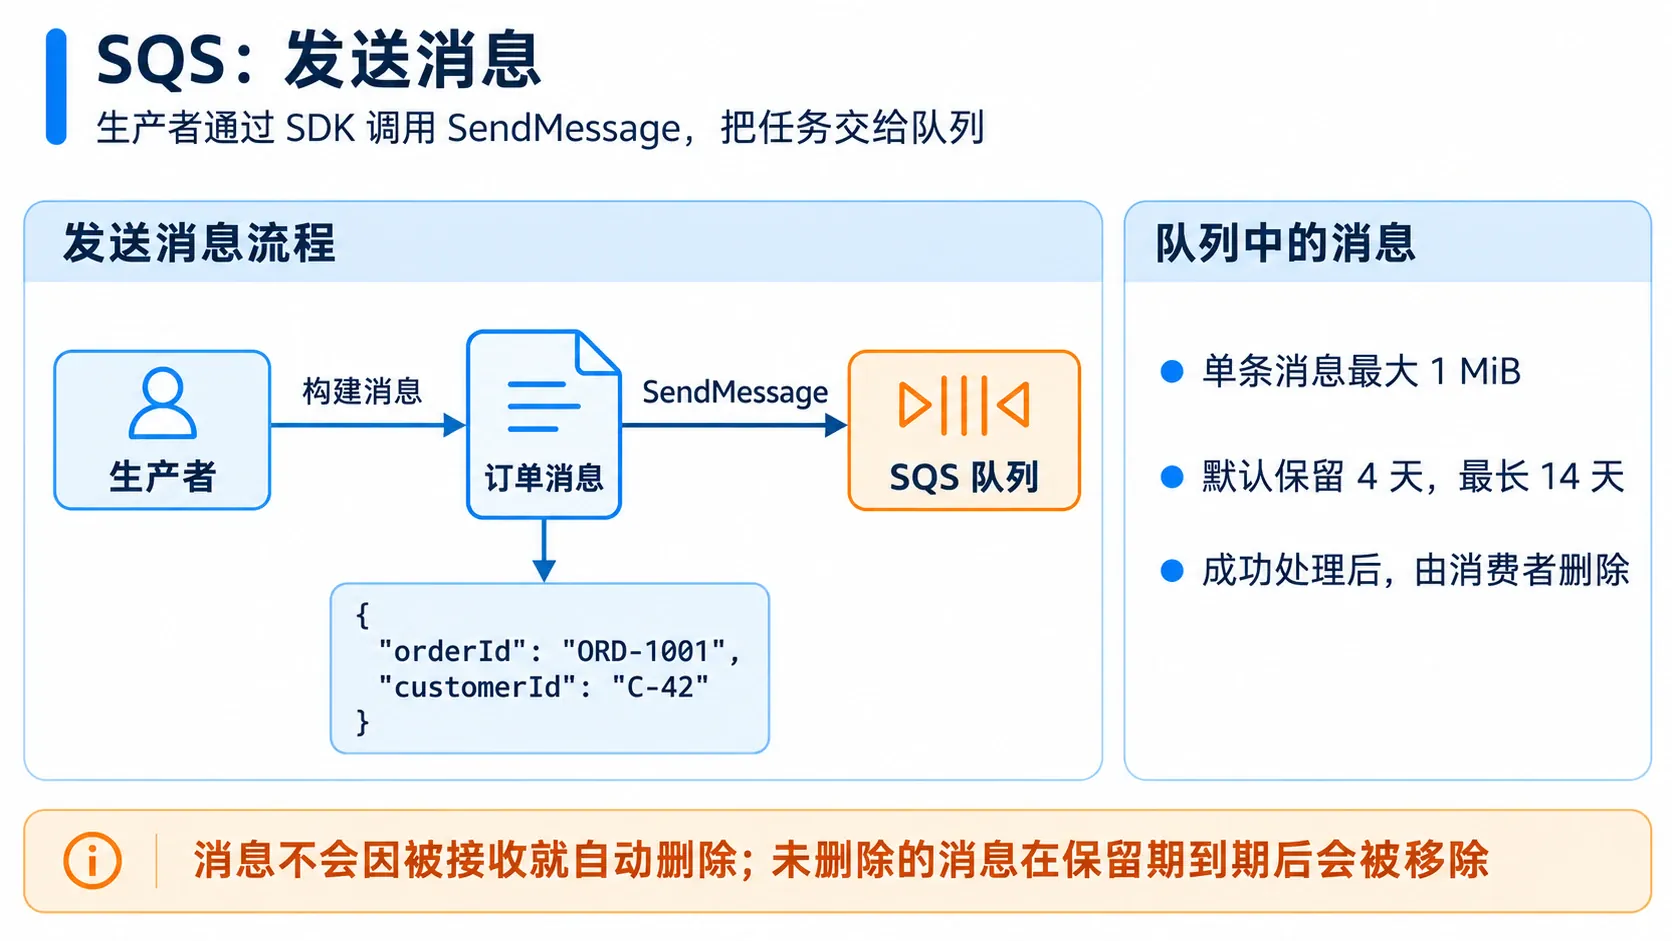 SQS：发送消息
生产者通过 SDK 调用 SendMessage，把任务交给队列
发送消息流程
生产者
构建消息
订单消息
SendMessage
SQS 队列
{
"orderId": "ORD-1001",
"customerId": "C-42"
}
队列中的消息
单条消息最大 1 MiB
默认保留 4 天，最长 14 天
成功处理后，由消费者删除
消息不会因被接收就自动删除；未删除的消息在保留期到期后会被移除